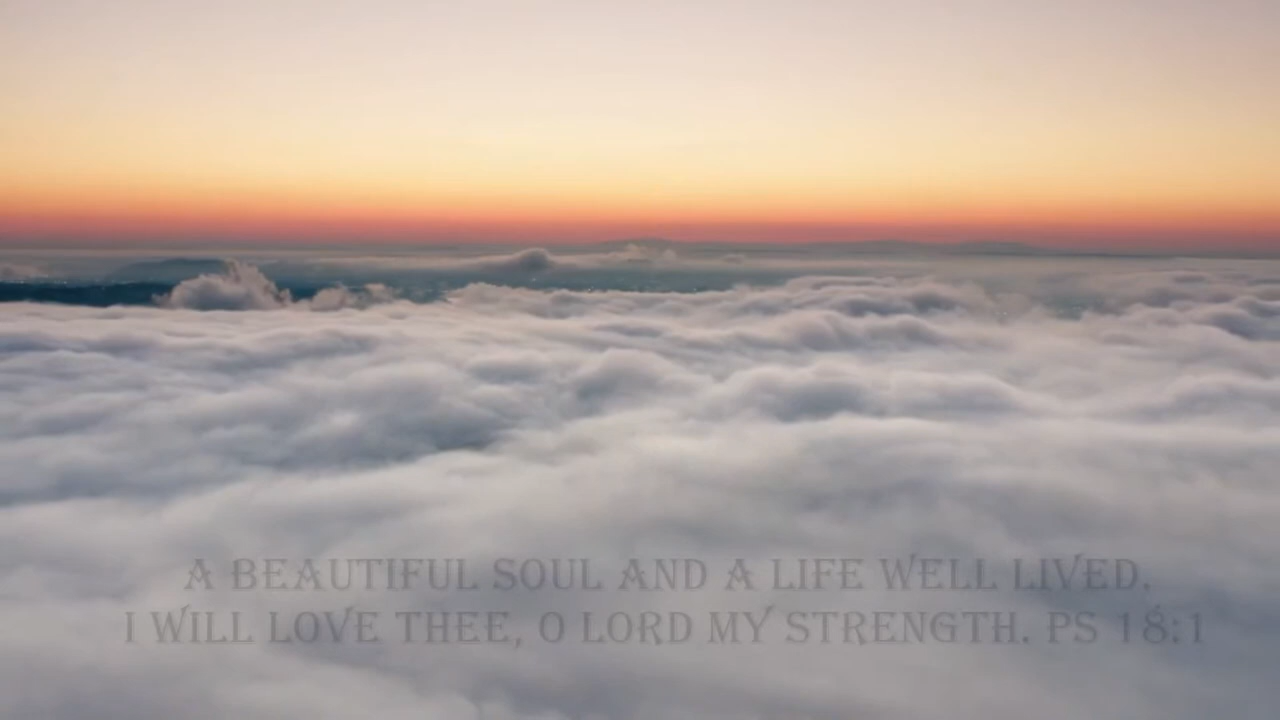 A BEAUTIFUL SOUL AND A LIFE WELL LIVED.
I WILL LOVE THEE, O LORD MY STRENGTH. PS 18:1